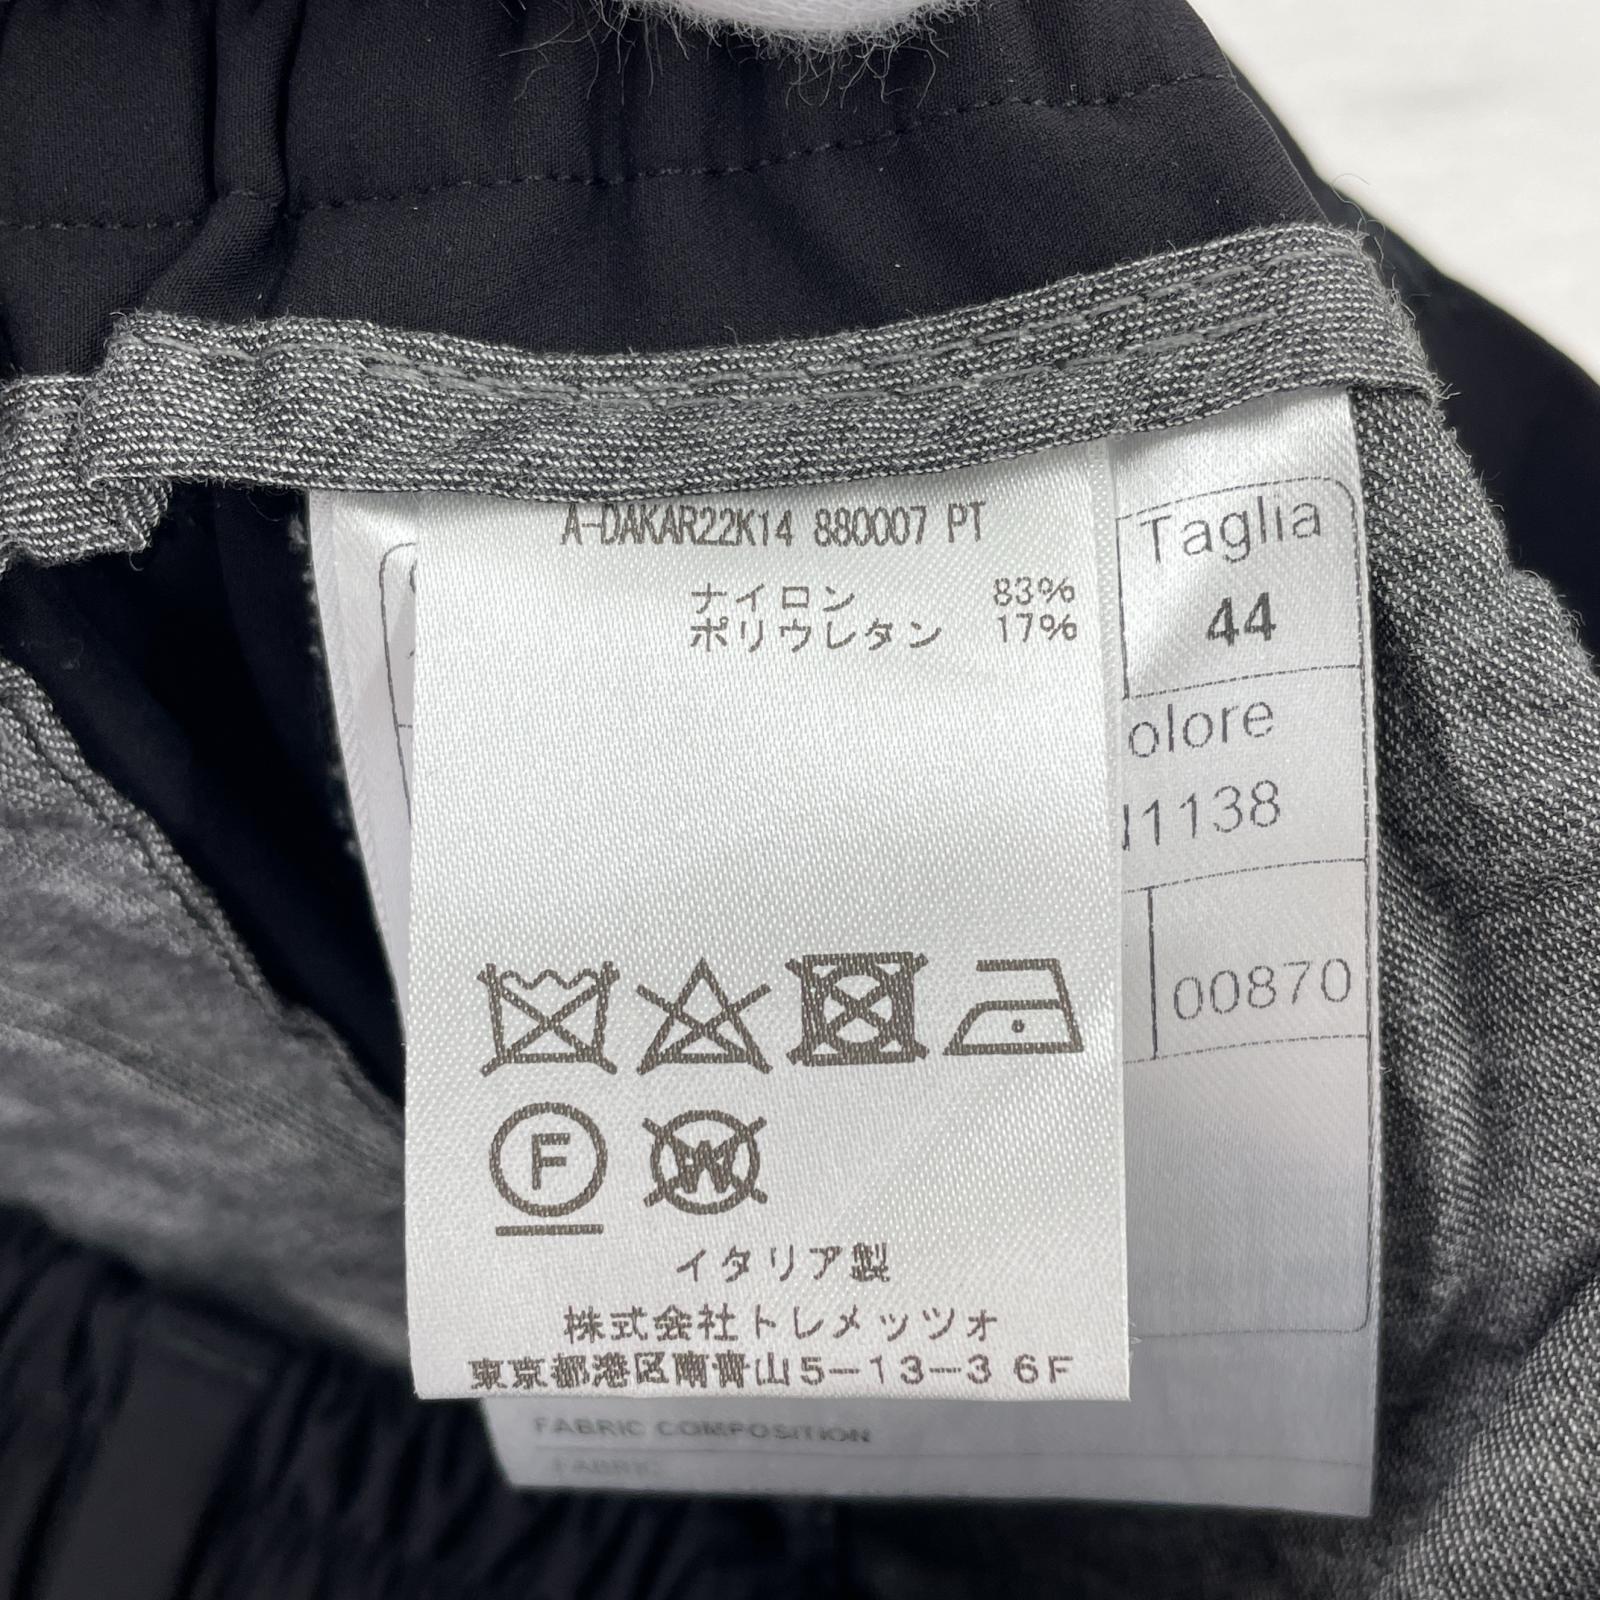 A-DAKAR22K14 880007 PT
ナイロン 83%
ポリウレタン 17%
Taglia
44
olore
1138
00870
F
W
イタリア製
株式会社トレメッツォ
東京都港区南青山5-13-3 6F
FABRIC COMPOSITION
FABRIC